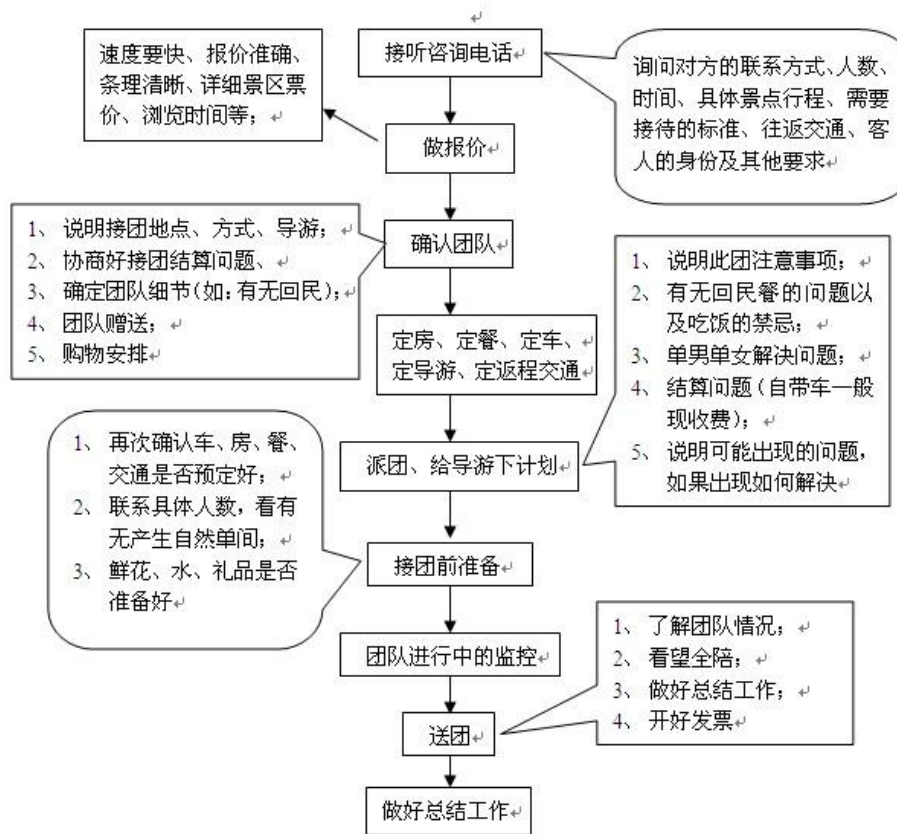 接听咨询电话
速度要快、报价准确、
条理清晰、详细景区票
价、浏览时间等；
询问对方的联系方式、人数、
时间、具体景点行程、需要
接待的标准、往返交通、客
人的身份及其他要求
做报价
确认团队
1、 说明接团地点、方式、导游；
2、 协商好接团结算问题、
3、 确定团队细节（如：有无回民）；
4、 团队赠送；
5、 购物安排
定房、定餐、定车、
定导游、定返程交通
1、 说明此团注意事项；
2、 有无回民餐的问题以
及吃饭的禁忌；
3、 单男单女解决问题；
4、 结算问题（自带车一般
现收费）；
5、 说明可能出现的问题，
如果出现如何解决
派团、给导游下计划
1、 再次确认车、房、餐、
交通是否预定好；
2、 联系具体人数，看有
无产生自然单间；
3、 鲜花、水、礼品是否
准备好
接团前准备
团队进行中的监控
1、 了解团队情况；
2、 看望全陪；
3、 做好总结工作；
4、 开好发票
送团
做好总结工作